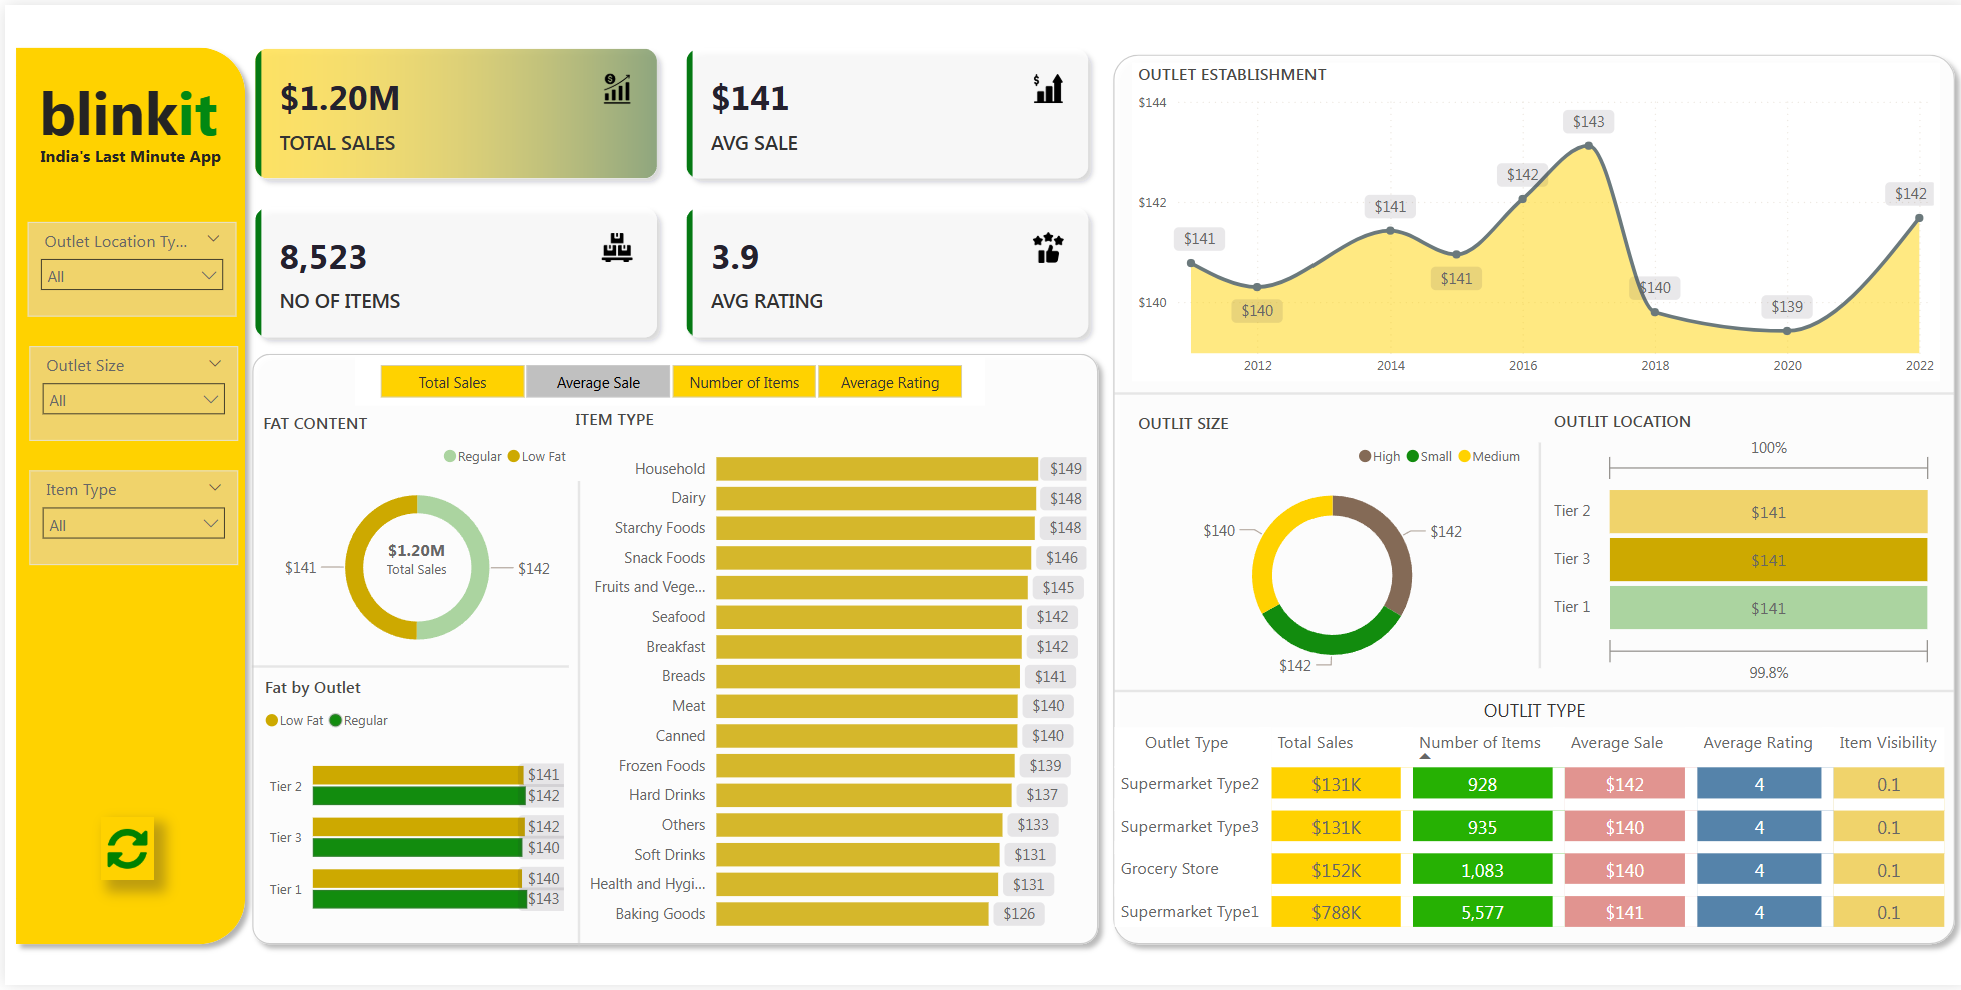 blinkit
India's Last Minute App
Outlet Location Ty...
All
Outlet Size
All
Item Type
All
$1.20M
TOTAL SALES
$141
AVG SALE
8,523
NO OF ITEMS
3.9
AVG RATING
Total Sales
Average Sale
Number of Items
Average Rating
FAT CONTENT
Regular Low Fat
$1.20M
Total Sales
$141
$142
Fat by Outlet
Low Fat Regular
Tier 2 $141
$142
Tier 3 $142
$140
Tier 1 $140
$143
ITEM TYPE
Household $149
Dairy $148
Starchy Foods $148
Snack Foods $146
Fruits and Vege... $145
Seafood $142
Breakfast $142
Breads $141
Meat $140
Canned $140
Frozen Foods $139
Hard Drinks $137
Others $133
Soft Drinks $131
Health and Hygi... $131
Baking Goods $126
OUTLET ESTABLISHMENT
$144
$142
$140
$141
$140
$141
$141
$142
$143
$140
$139
$142
2012 2014 2016 2018 2020 2022
OUTLIT SIZE
High Small Medium
$140
$142
$142
OUTLIT LOCATION
100%
Tier 2 $141
Tier 3 $141
Tier 1 $141
99.8%
OUTLIT TYPE
Outlet Type Total Sales Number of Items Average Sale Average Rating Item Visibility
Supermarket Type2 $131K 928 $142 4 0.1
Supermarket Type3 $131K 935 $140 4 0.1
Grocery Store $152K 1,083 $140 4 0.1
Supermarket Type1 $788K 5,577 $141 4 0.1